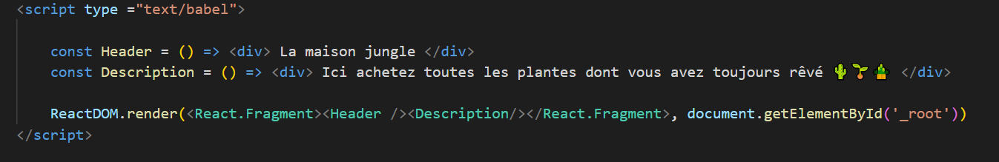 <script type ="text/babel">
const Header = () => <div> La maison jungle </div>
const Description = () => <div> Ici achetez toutes les plantes dont vous avez toujours rêvé 🌵🌱🎍 </div>
ReactDOM.render(<React.Fragment><Header /><Description/></React.Fragment>, document.getElementById('_root'))
</script>